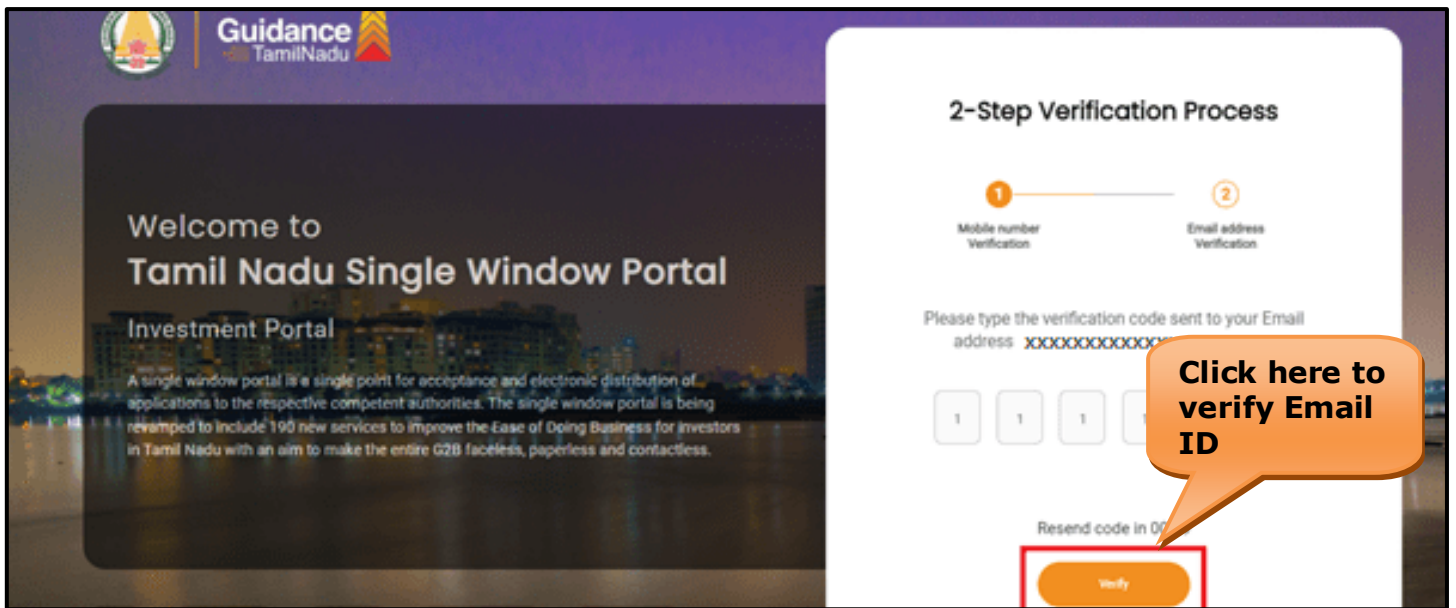 Guidance
TamilNadu
Welcome to
Tamil Nadu Single Window Portal
Investment Portal
A single window portal is a single point for acceptance and electronic distribution of
applications to the respective competent authorities. The single window portal is being
revamped to include 190 new services to improve the Ease of Doing Business for investors
in Tamil Nadu with an aim to make the entire G2B faceless, paperless and contactless.
2-Step Verification Process
1
2
Mobile number
Verification
Email address
Verification
Please type the verification code sent to your Email
address XXXXXXXXXXXXX
1 1 1 1
Click here to
verify Email
ID
Resend code in
Verify